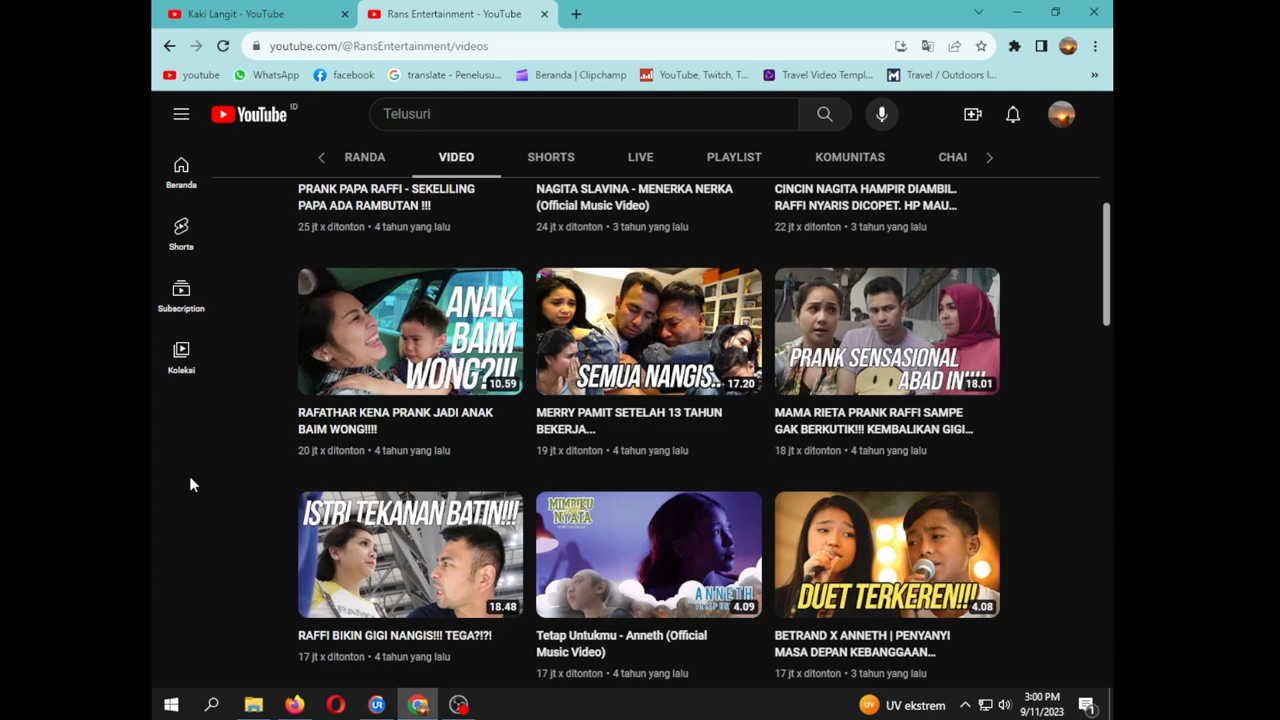 Kaki Langit - YouTube
Rans Entertainment - YouTube
youtube.com/@RansEntertainment/videos
youtube
WhatsApp
facebook
translate - Penelusu...
Beranda | Clipchamp
YouTube, Twitch, T...
Travel Video Templ...
Travel / Outdoors I...
YouTube ID
Telusuri
RANDA
VIDEO
SHORTS
LIVE
PLAYLIST
KOMUNITAS
CHAI
Beranda
Shorts
Subscription
Kolekai
PRANK PAPA RAFFI - SEKELILING
PAPA ADA RAMBUTAN !!!
25 jt x ditonton • 4 tahun yang lalu
NAGITA SLAVINA - MENERKA NERKA
(Official Music Video)
24 jt x ditonton • 3 tahun yang lalu
CINCIN NAGITA HAMPIR DIAMBIL.
RAFFI NYARIS DICOPET. HP MAU...
22 jt x ditonton • 3 tahun yang lalu
ANAK
BAIM
WONG?!!!
10.59
RAFATHAR KENA PRANK JADI ANAK
BAIM WONG!!!!
20 jt x ditonton • 4 tahun yang lalu
SEMUA NANGIS..
17.20
MERRY PAMIT SETELAH 13 TAHUN
BEKERJA...
19 jt x ditonton • 4 tahun yang lalu
PRANK SENSASIONAL
ABAD IN""
18.01
MAMA RIETA PRANK RAFFI SAMPE
GAK BERKUTIK!!! KEMBALIKAN GIGI...
18 jt x ditonton • 4 tahun yang lalu
ISTRI TEKANAN BATIN!!!
18.48
RAFFI BIKIN GIGI NANGIS!!! TEGA?!?!
17 jt x ditonton • 4 tahun yang lalu
MIMPIKU
NYATA
ANNETH
4.09
Tetap Untukmu - Anneth (Official
Music Video)
17 jt x ditonton • 4 tahun yang lalu
DUET TERKEREN!!!
4.08
BETRAND X ANNETH | PENYANYI
MASA DEPAN KEBANGGAAN...
17 jt x ditonton • 3 tahun yang lalu
UV
UV ekstrem
3:00 PM
9/11/2023
1